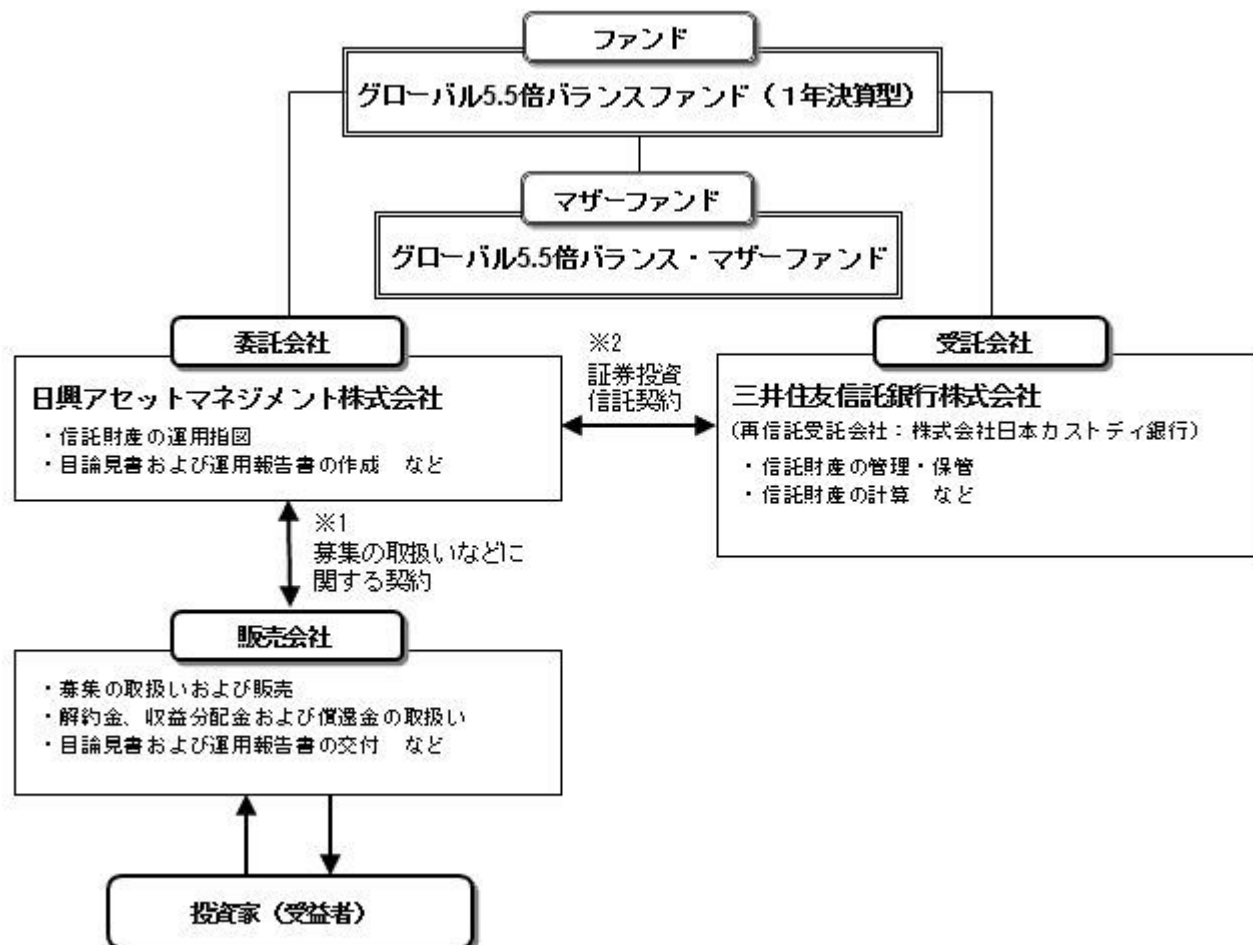 ファンド
グローバル5.5倍バランスファンド（1年決算型）
マザーファンド
グローバル5.5倍バランス・マザーファンド
委託会社
日興アセットマネジメント株式会社
・信託財産の運用指図
・目論見書および運用報告書の作成　など
※2
証券投資
信託契約
受託会社
三井住友信託銀行株式会社
（再信託受託会社：株式会社日本カストディ銀行）
・信託財産の管理・保管
・信託財産の計算　など
※1
募集の取扱いなどに
関する契約
販売会社
・募集の取扱いおよび販売
・解約金、収益分配金および償還金の取扱い
・目論見書および運用報告書の交付　など
投資家（受益者）